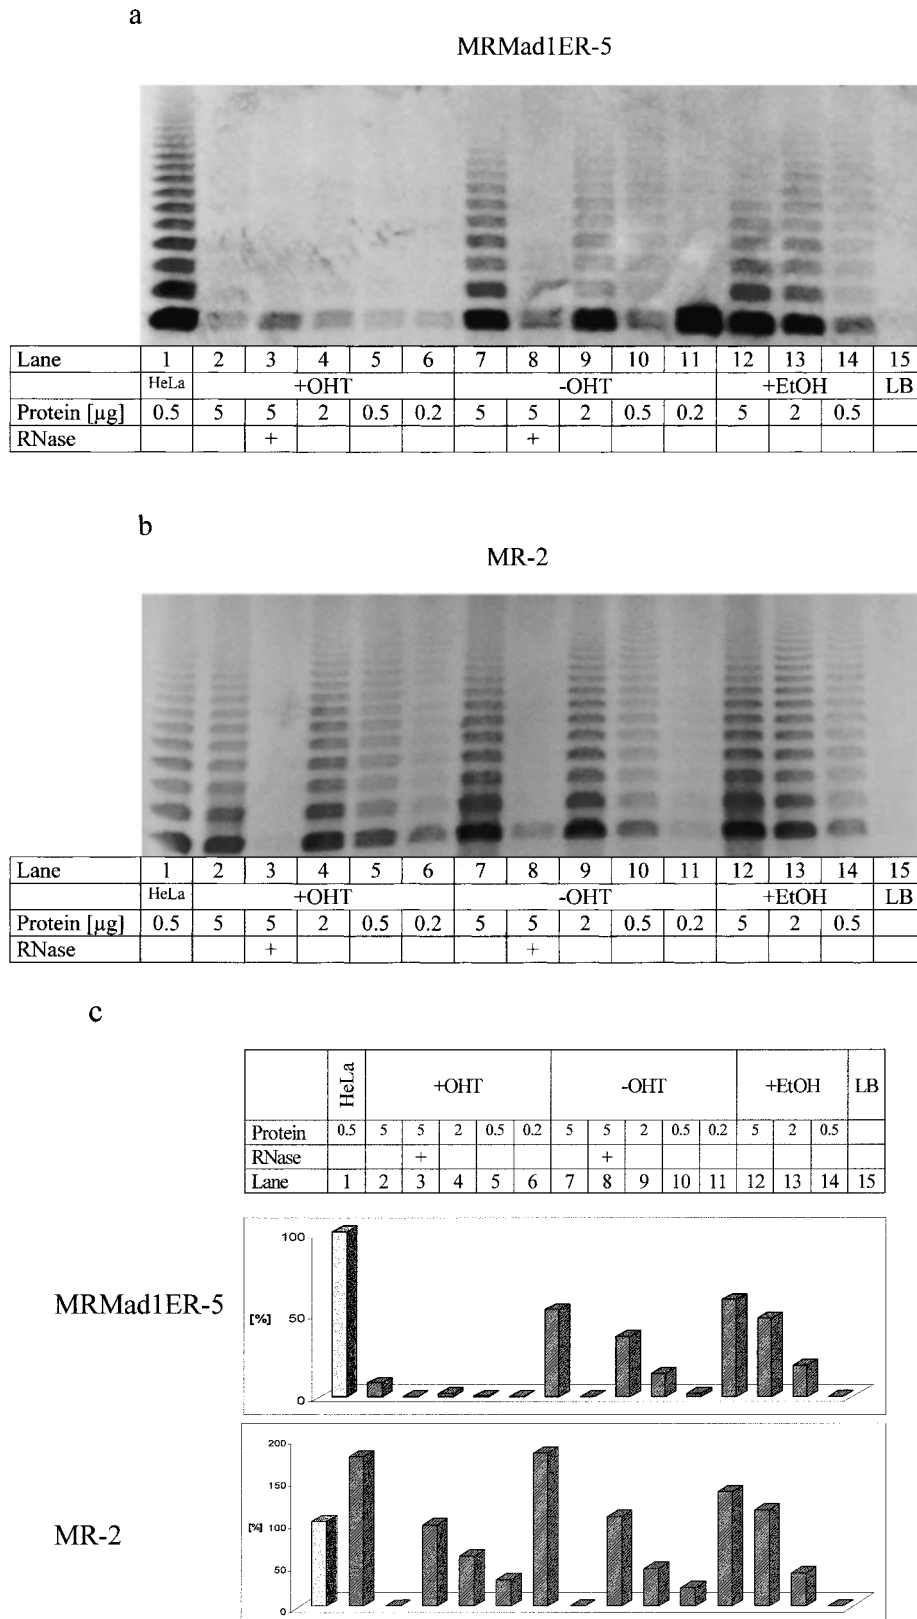 a
MRMad1ER-5
Lane 1 2 3 4 5 6 7 8 9 10 11 12 13 14 15
HeLa +OHT -OHT +EtOH LB
Protein [µg] 0.5 5 5 2 0.5 0.2 5 5 2 0.5 0.2 5 2 0.5
RNase + +
b
MR-2
Lane 1 2 3 4 5 6 7 8 9 10 11 12 13 14 15
HeLa +OHT -OHT +EtOH LB
Protein [µg] 0.5 5 5 2 0.5 0.2 5 5 2 0.5 0.2 5 2 0.5
RNase + +
c
HeLa +OHT -OHT +EtOH LB
Protein 0.5 5 5 2 0.5 0.2 5 5 2 0.5 0.2 5 2 0.5
RNase + +
Lane 1 2 3 4 5 6 7 8 9 10 11 12 13 14 15
MRMad1ER-5
100
[%] 50
0
MR-2
200
150
[%] 100
50
0